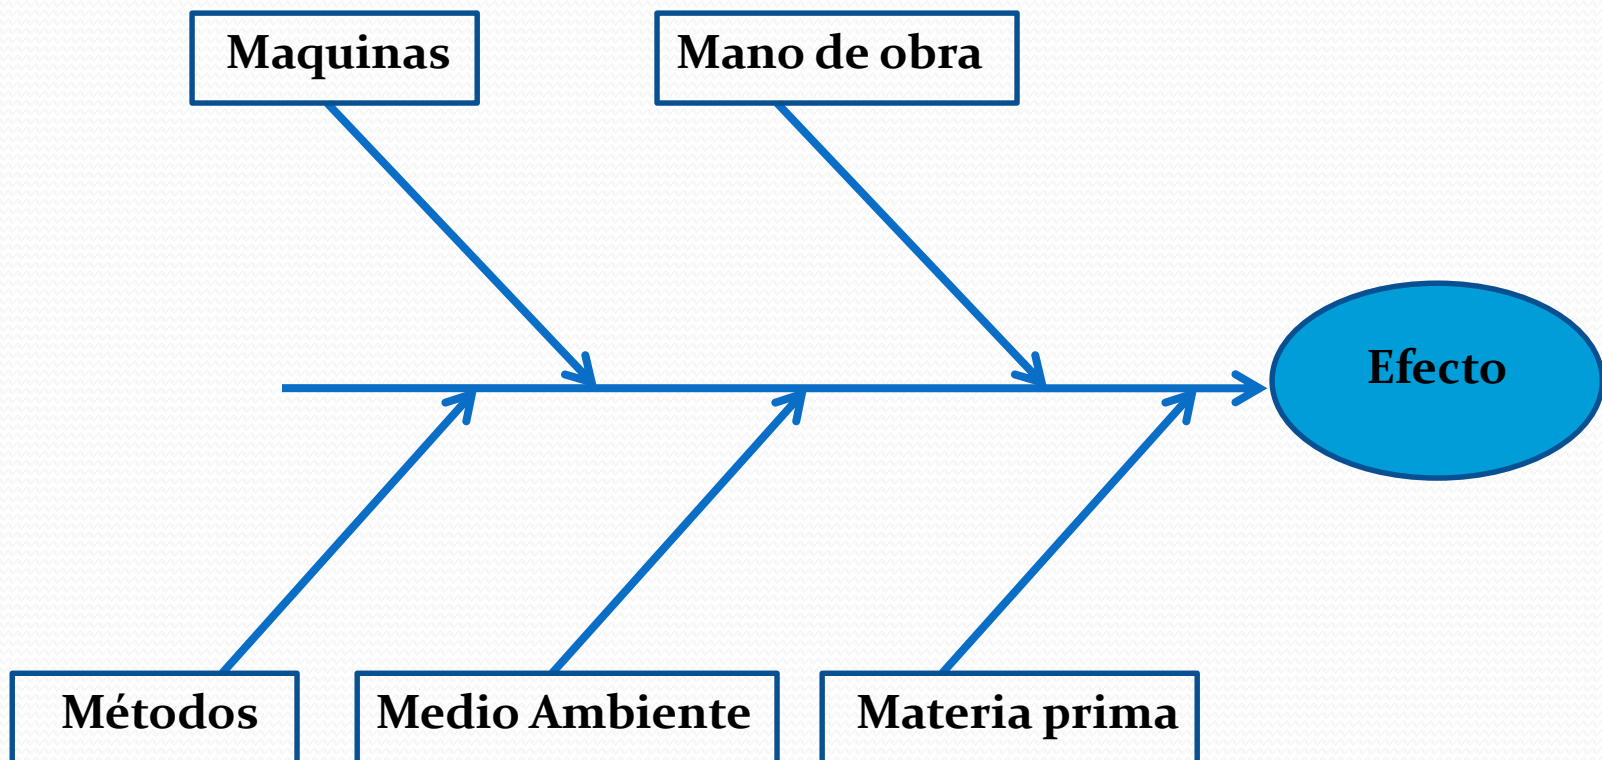 Maquinas
Mano de obra
Efecto
Métodos
Medio Ambiente
Materia prima